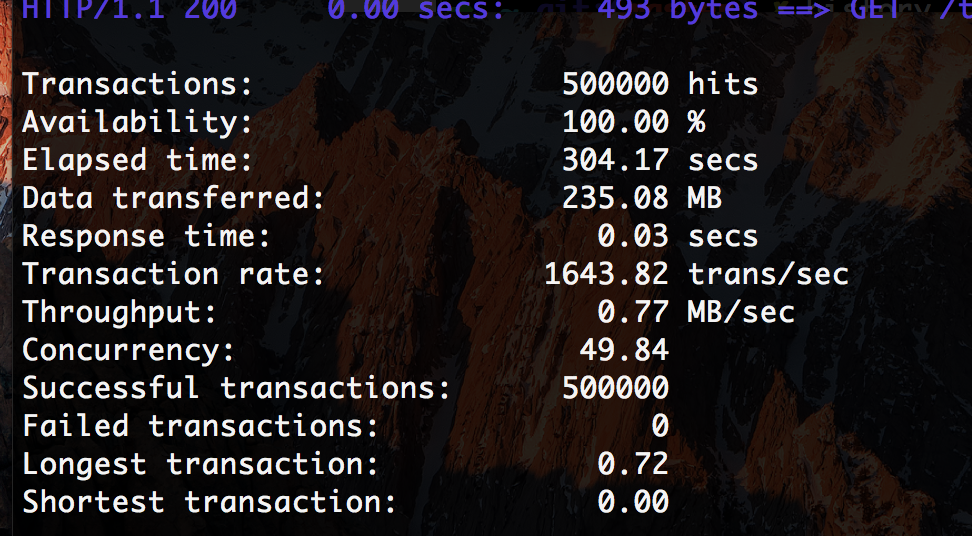 HTTP/1.1 200 0.00 secs: 493 bytes ==> GET /t
Transactions: 500000 hits
Availability: 100.00 %
Elapsed time: 304.17 secs
Data transferred: 235.08 MB
Response time: 0.03 secs
Transaction rate: 1643.82 trans/sec
Throughput: 0.77 MB/sec
Concurrency: 49.84
Successful transactions: 500000
Failed transactions: 0
Longest transaction: 0.72
Shortest transaction: 0.00